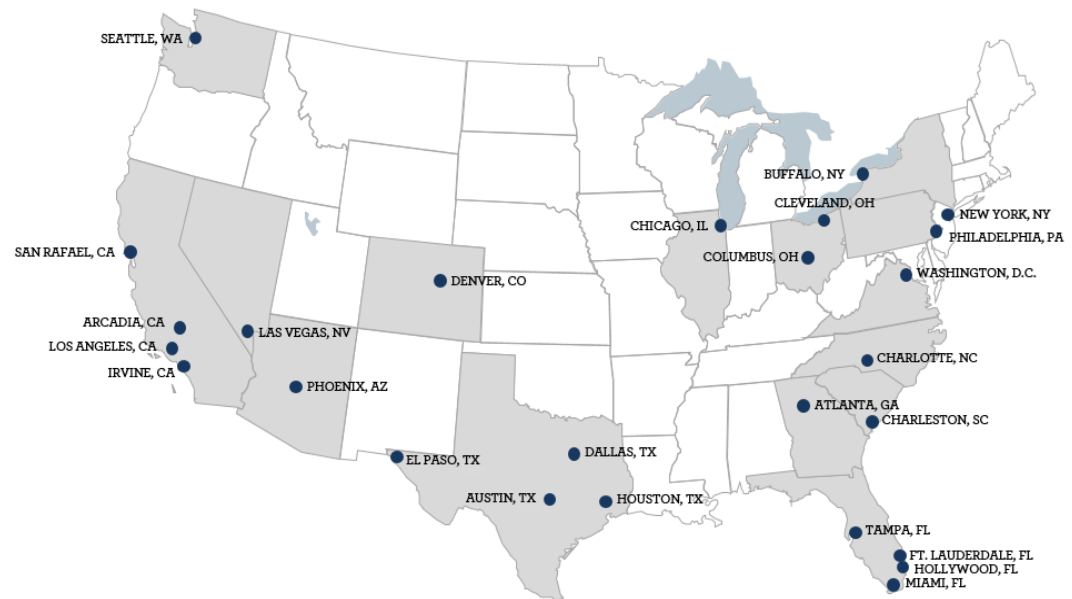 SEATTLE, WA
BUFFALO, NY
CLEVELAND, OH
NEW YORK, NY
CHICAGO, IL
PHILADELPHIA, PA
SAN RAFAEL, CA
COLUMBUS, OH
WASHINGTON, D.C.
DENVER, CO
ARCADIA, CA
LAS VEGAS, NV
LOS ANGELES, CA
CHARLOTTE, NC
IRVINE, CA
PHOENIX, AZ
ATLANTA, GA
CHARLESTON, SC
EL PASO, TX
DALLAS, TX
AUSTIN, TX
HOUSTON, TX
TAMPA, FL
FT. LAUDERDALE, FL
HOLLYWOOD, FL
MIAMI, FL